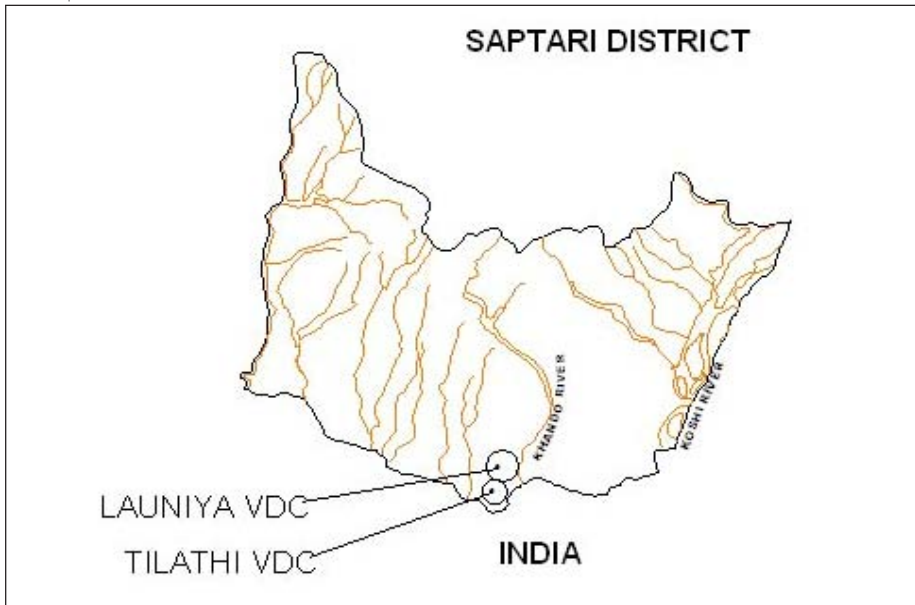 SAPTARI DISTRICT
KHANDO RIVER
KOSHI RIVER
LAUNIYA VDC
TILATHI VDC
INDIA